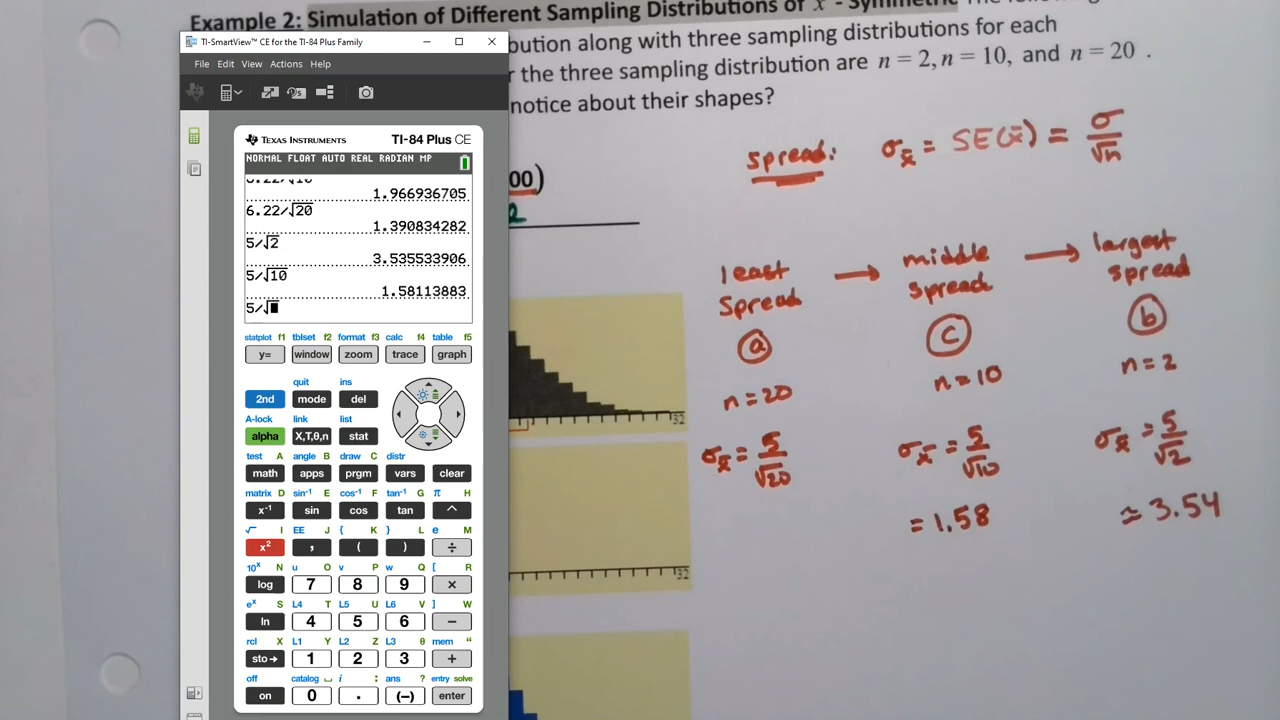 Example 2: Simulation of Different Sampling Distributions of x̄ - Symmetric
TI-SmartView™ CE for the TI-84 Plus Family
File Edit View Actions Help
bution along with three sampling distributions for each
r the three sampling distribution are n = 2, n = 10, and n = 20 .
notice about their shapes?
00)
2
TEXAS INSTRUMENTS TI-84 Plus CE
NORMAL FLOAT AUTO REAL RADIAN MP
6.22/√10
1.966936705
6.22/√20
1.390834282
5/√2
3.535533906
5/√10
1.58113883
5/√
statplot f1 tblset f2 format f3 calc f4 table f5
y= window zoom trace graph
quit ins
2nd mode del
A-lock link list
alpha X,T,θ,n stat
test A angle B draw C distr
math apps prgm vars clear
matrix D sin⁻¹ E cos⁻¹ F tan⁻¹ G π H
x⁻¹ sin cos tan ^
√ I EE J { K } L e M
x² , ( ) ÷
10ˣ N u O v P w Q [ R
log 7 8 9 ×
eˣ S L4 T L5 U L6 V ] W
ln 4 5 6 −
rcl X L1 Y L2 Z L3 θ mem "
sto→ 1 2 3 +
off catalog ⎵ i : ans ? entry solve
on 0 . (−) enter
32
32
spread: σx̄ = SE(x̄) = σ/√n
least spread → middle spread → largest spread
a c b
n=20 n=10 n=2
σx̄ = 5/√20 σx̄ = 5/√10 σx̄ = 5/√2
= 1.58 ≈ 3.54